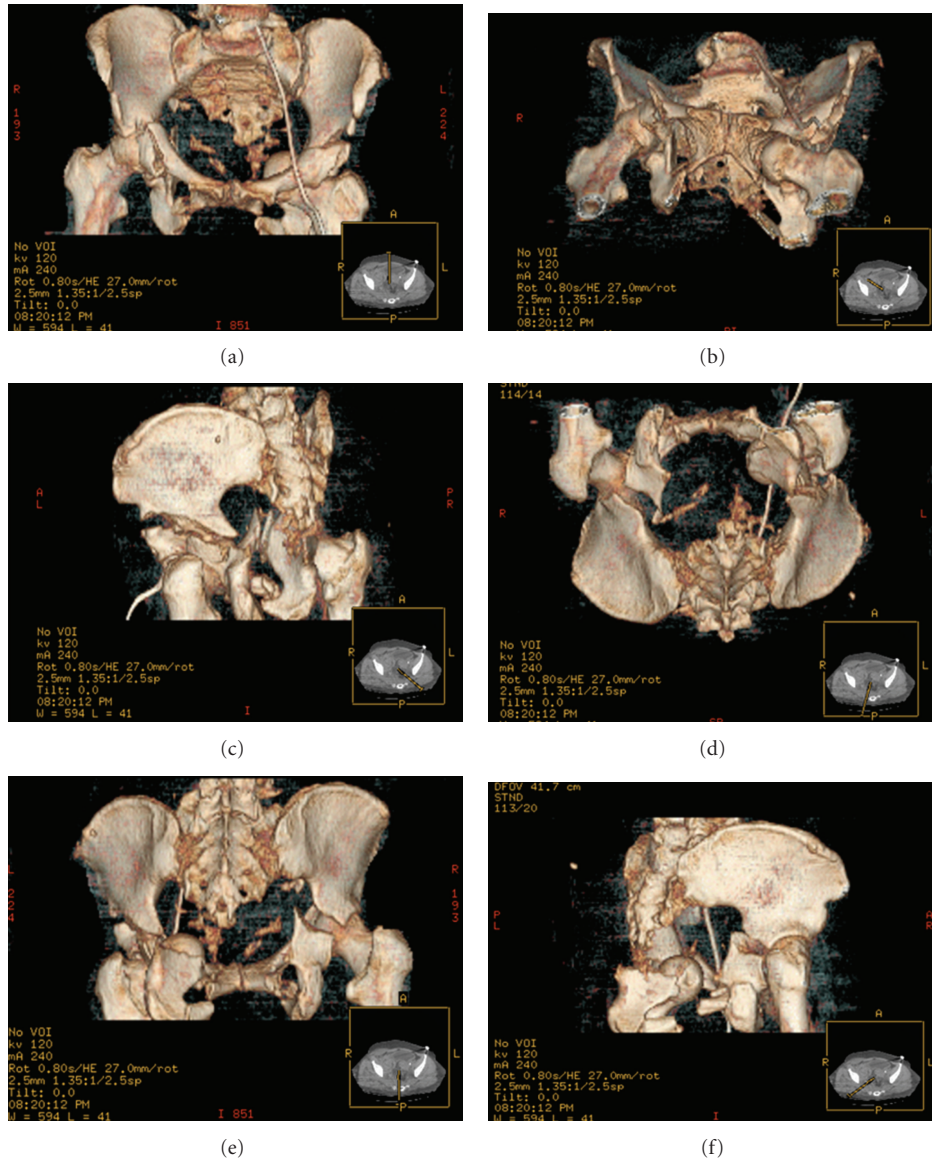 R
1
9
3
L
2
2
4
No VOI
kv 120
mA 240
Rot 0.80s/HE 27.0mm/rot
2.5mm 1.35:1/2.5sp
Tilt: 0.0
08:20:12 PM
W = 594 L = 41
I 851
A
R
L
P
(a)
R
No VOI
kv 120
mA 240
Rot 0.80s/HE 27.0mm/rot
2.5mm 1.35:1/2.5sp
Tilt: 0.0
08:20:12 PM
A
R
L
P
(b)
A
L
P
R
No VOI
kv 120
mA 240
Rot 0.80s/HE 27.0mm/rot
2.5mm 1.35:1/2.5sp
Tilt: 0.0
08:20:12 PM
W = 594 L = 41
I
A
R
L
P
(c)
STND
114/14
R
L
No VOI
kv 120
mA 240
Rot 0.80s/HE 27.0mm/rot
2.5mm 1.35:1/2.5sp
Tilt: 0.0
08:20:12 PM
A
R
L
P
(d)
L
2
2
4
R
1
9
3
No VOI
kv 120
mA 240
Rot 0.80s/HE 27.0mm/rot
2.5mm 1.35:1/2.5sp
Tilt: 0.0
08:20:12 PM
W = 594 L = 41
I 851
A
R
L
P
(e)
DFOV 41.7 cm
STND
113/20
P
L
A
R
No VOI
kv 120
mA 240
Rot 0.80s/HE 27.0mm/rot
2.5mm 1.35:1/2.5sp
Tilt: 0.0
08:20:12 PM
W = 594 L = 41
I
A
R
L
P
(f)